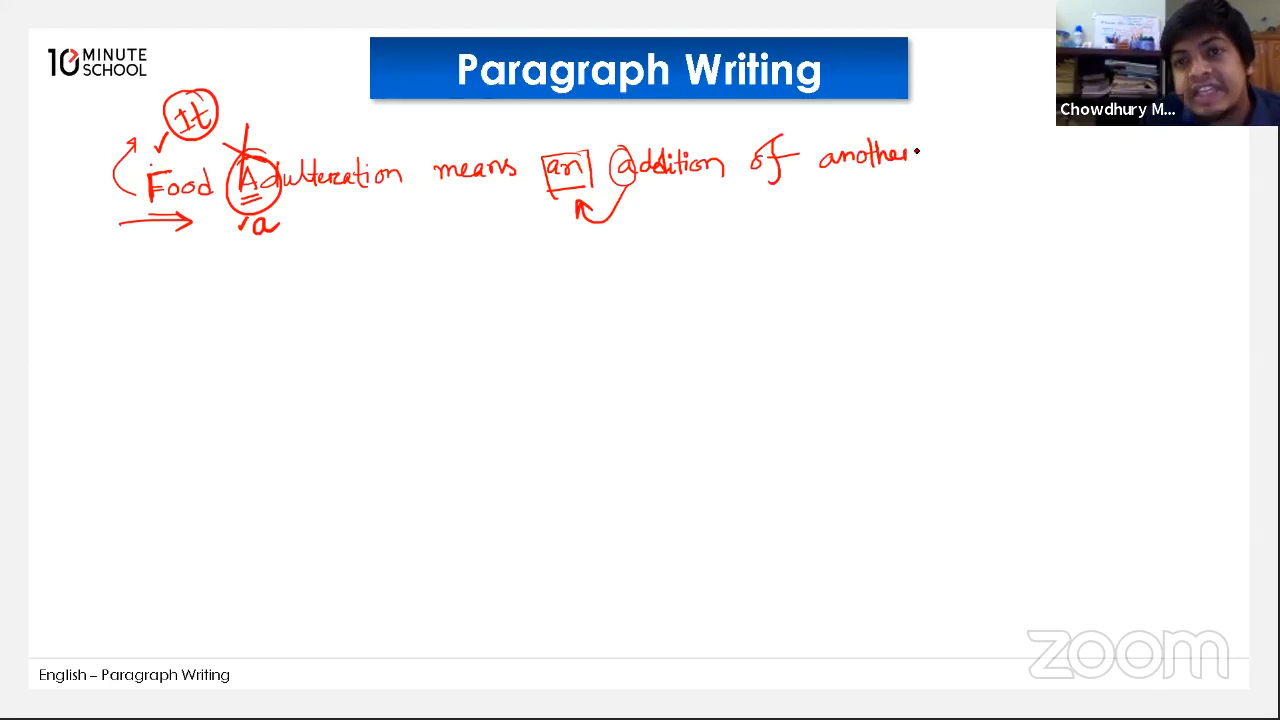 10 MINUTE
SCHOOL
Paragraph Writing
Chowdhury M...
It
Food Adulteration means an addition of another
a
English – Paragraph Writing
zoom